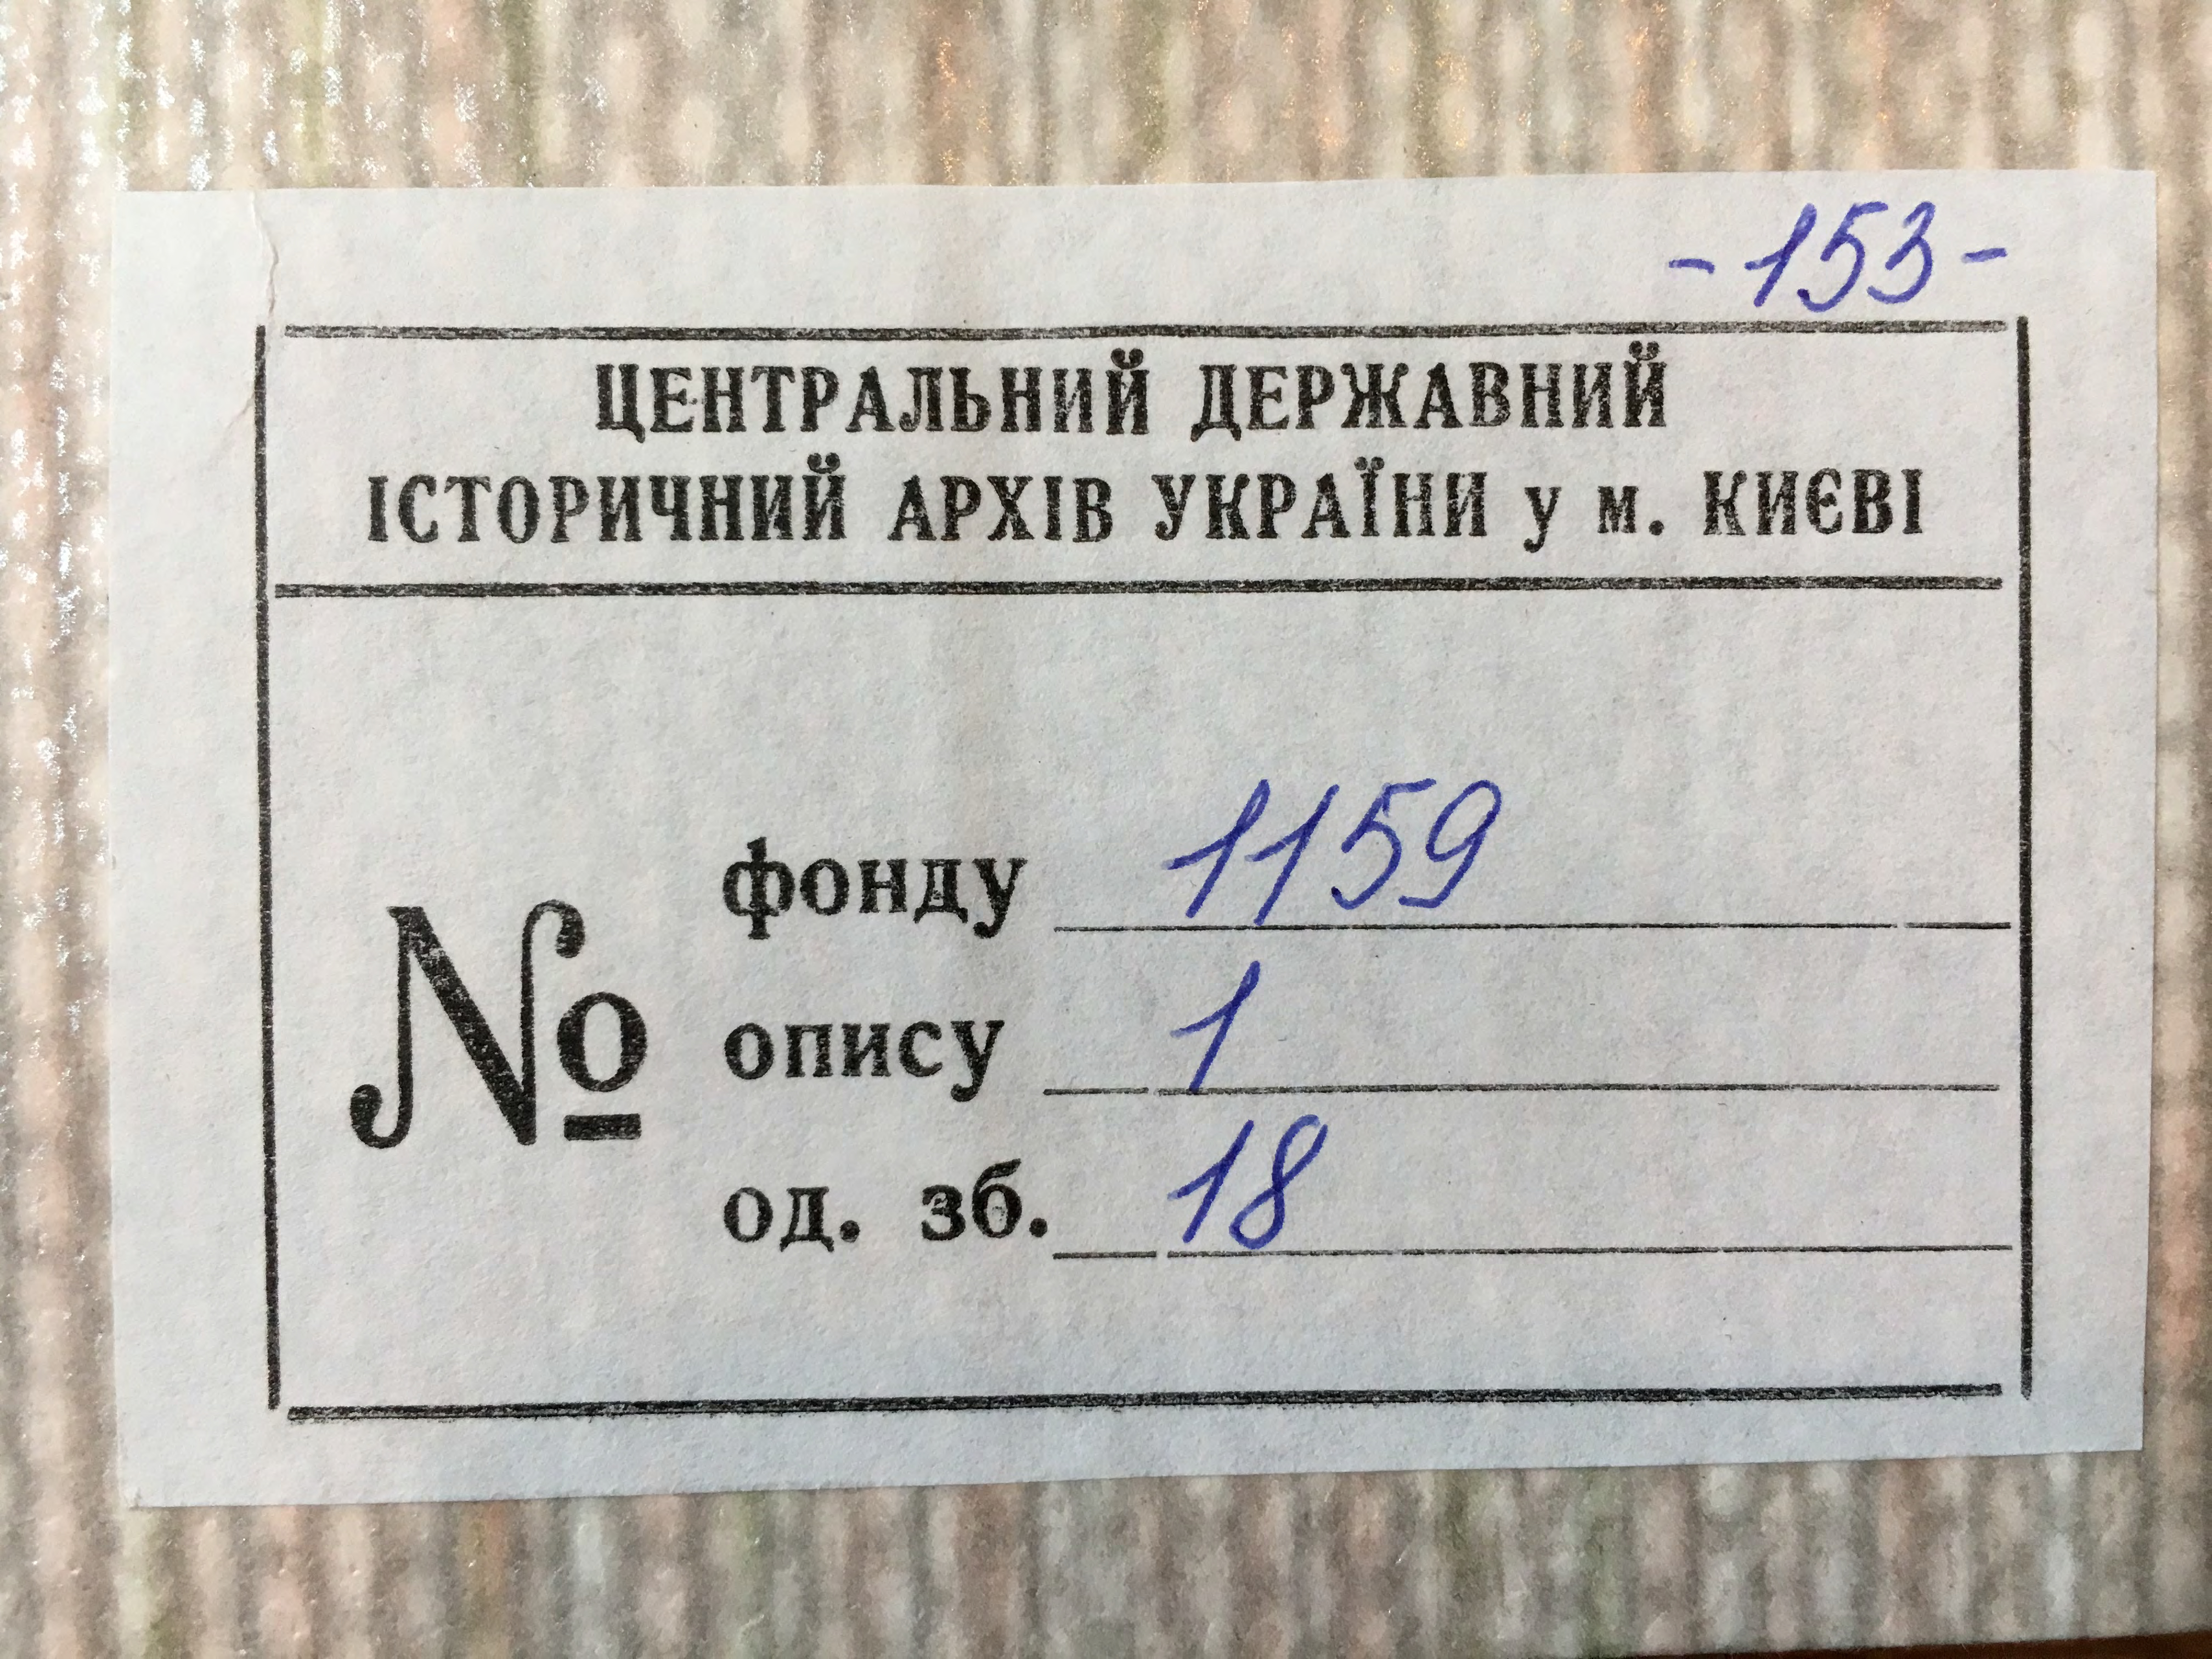 -153-
ЦЕНТРАЛЬНИЙ ДЕРЖАВНИЙ
ІСТОРИЧНИЙ АРХІВ УКРАЇНИ у м. КИЄВІ
№
фонду 1159
опису 1
од. зб. 18